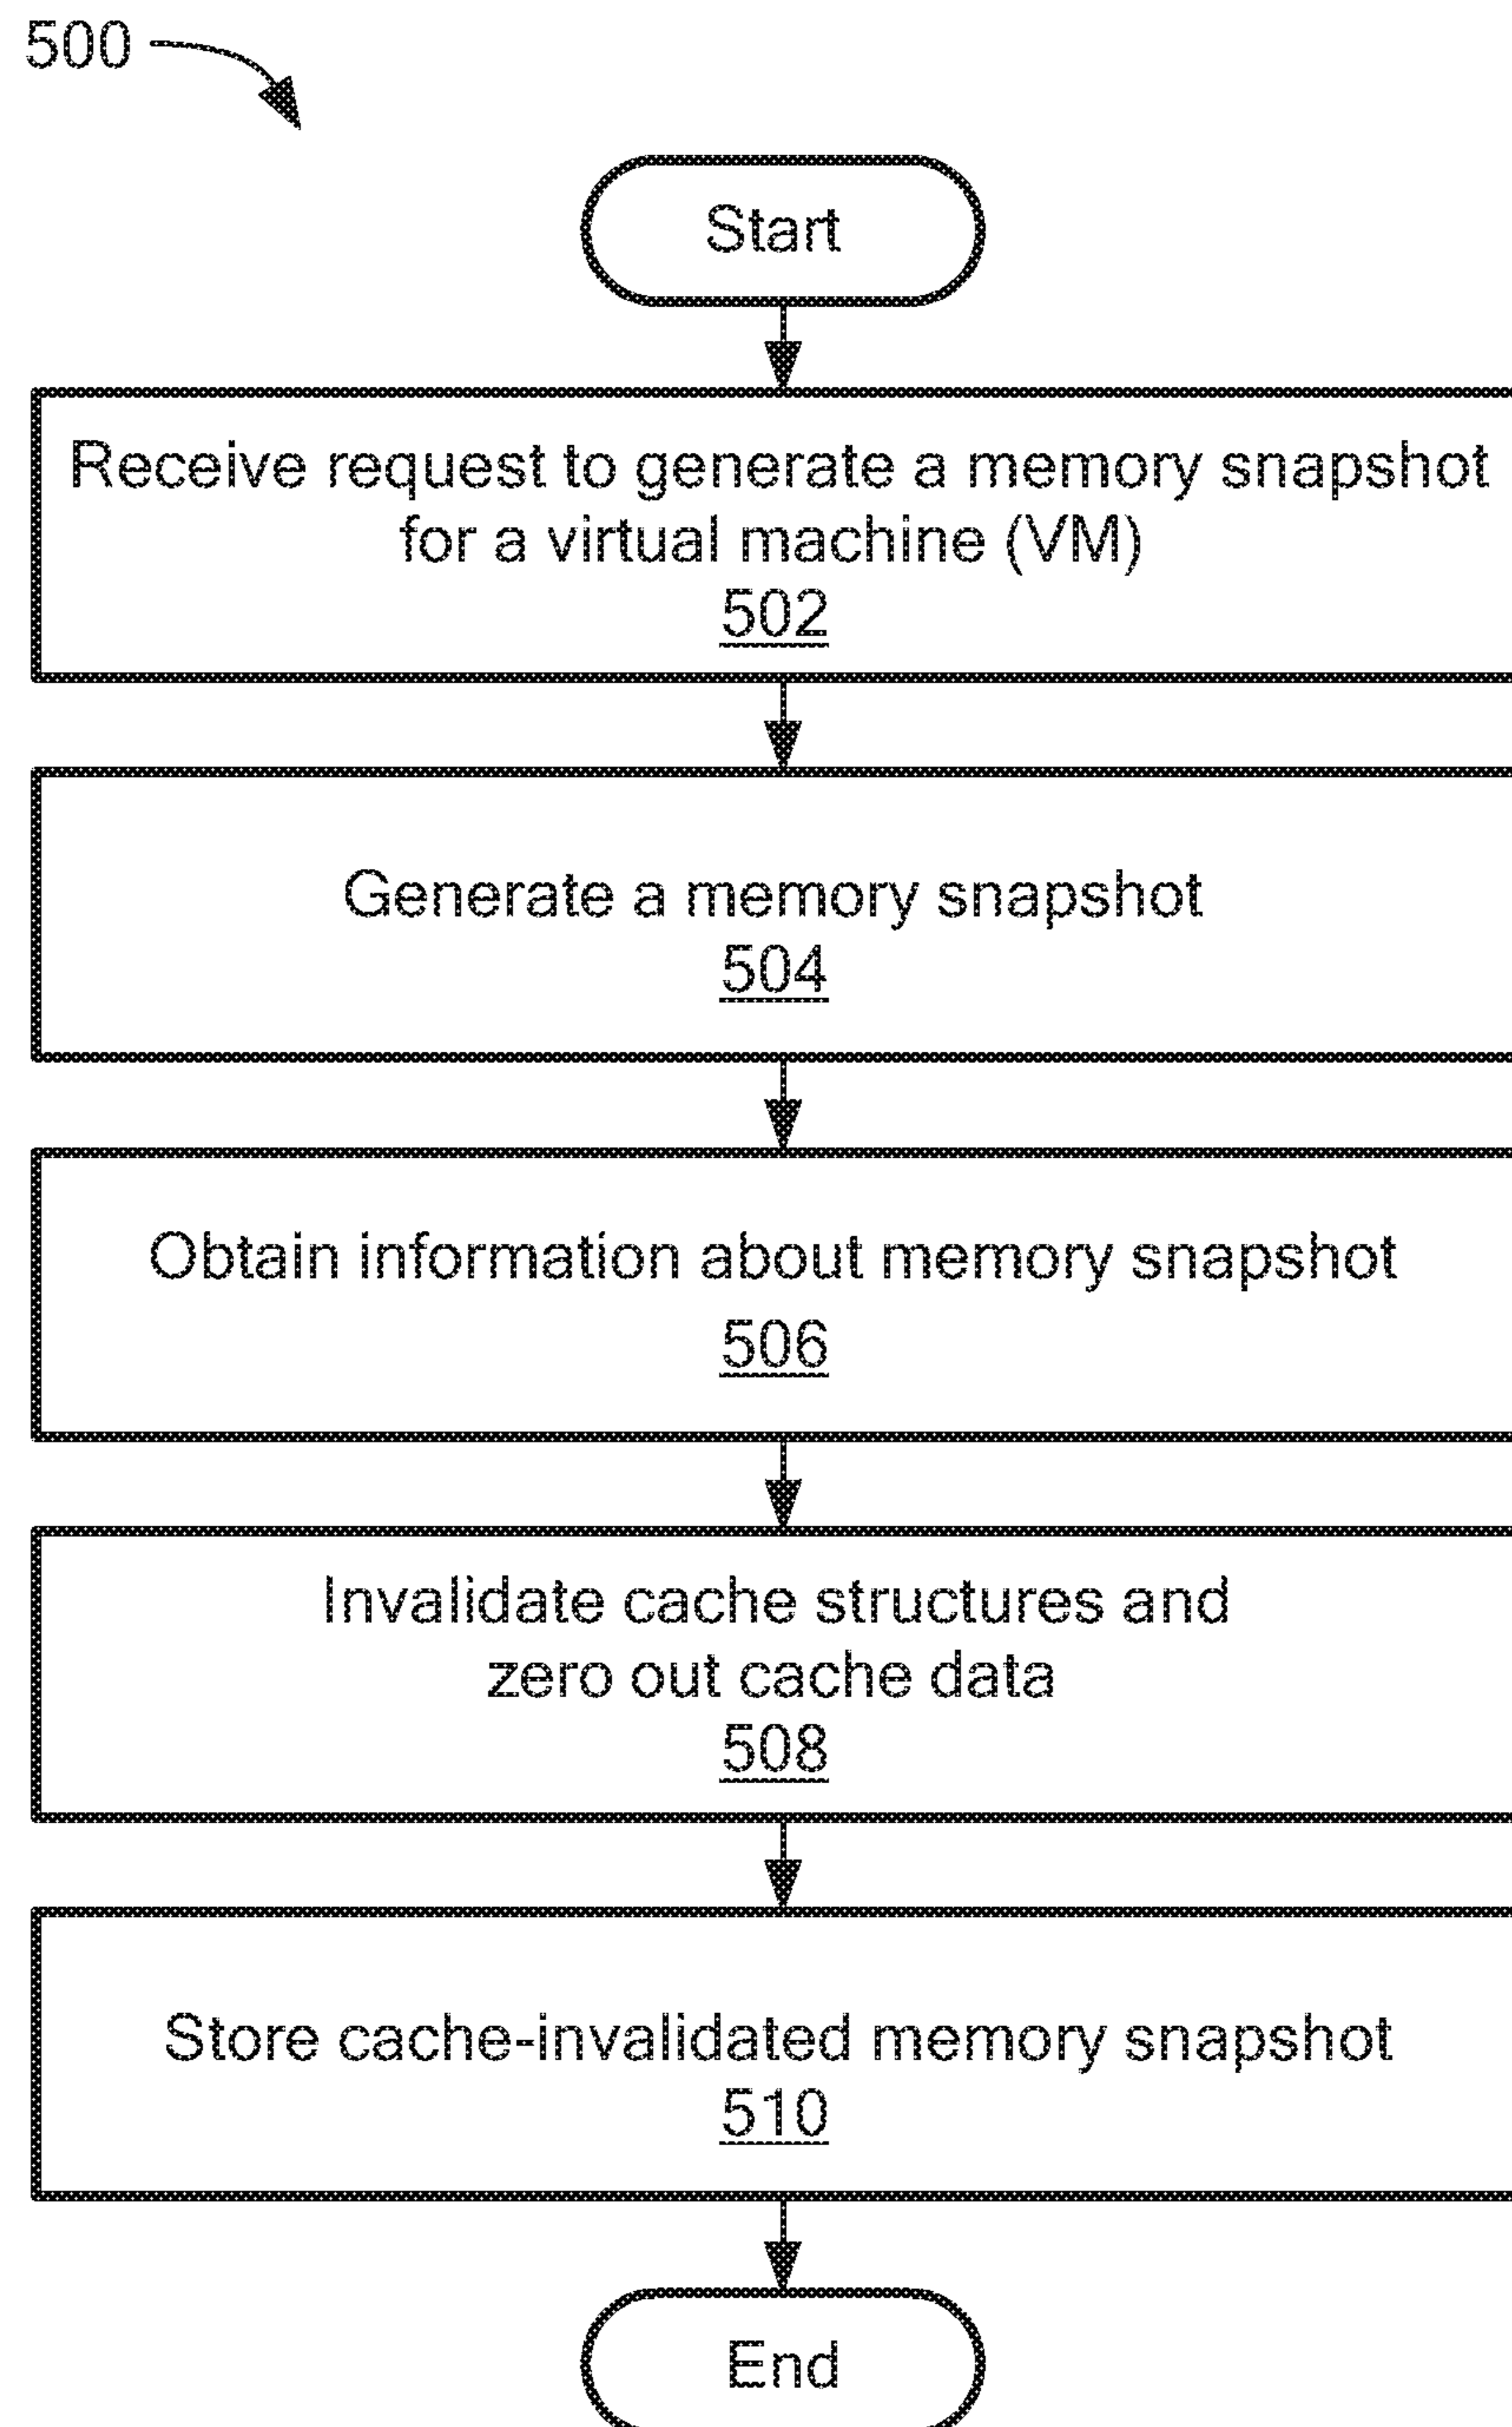 500
Start
Receive request to generate a memory snapshot
for a virtual machine (VM)
502
Generate a memory snapshot
504
Obtain information about memory snapshot
506
Invalidate cache structures and
zero out cache data
508
Store cache-invalidated memory snapshot
510
End